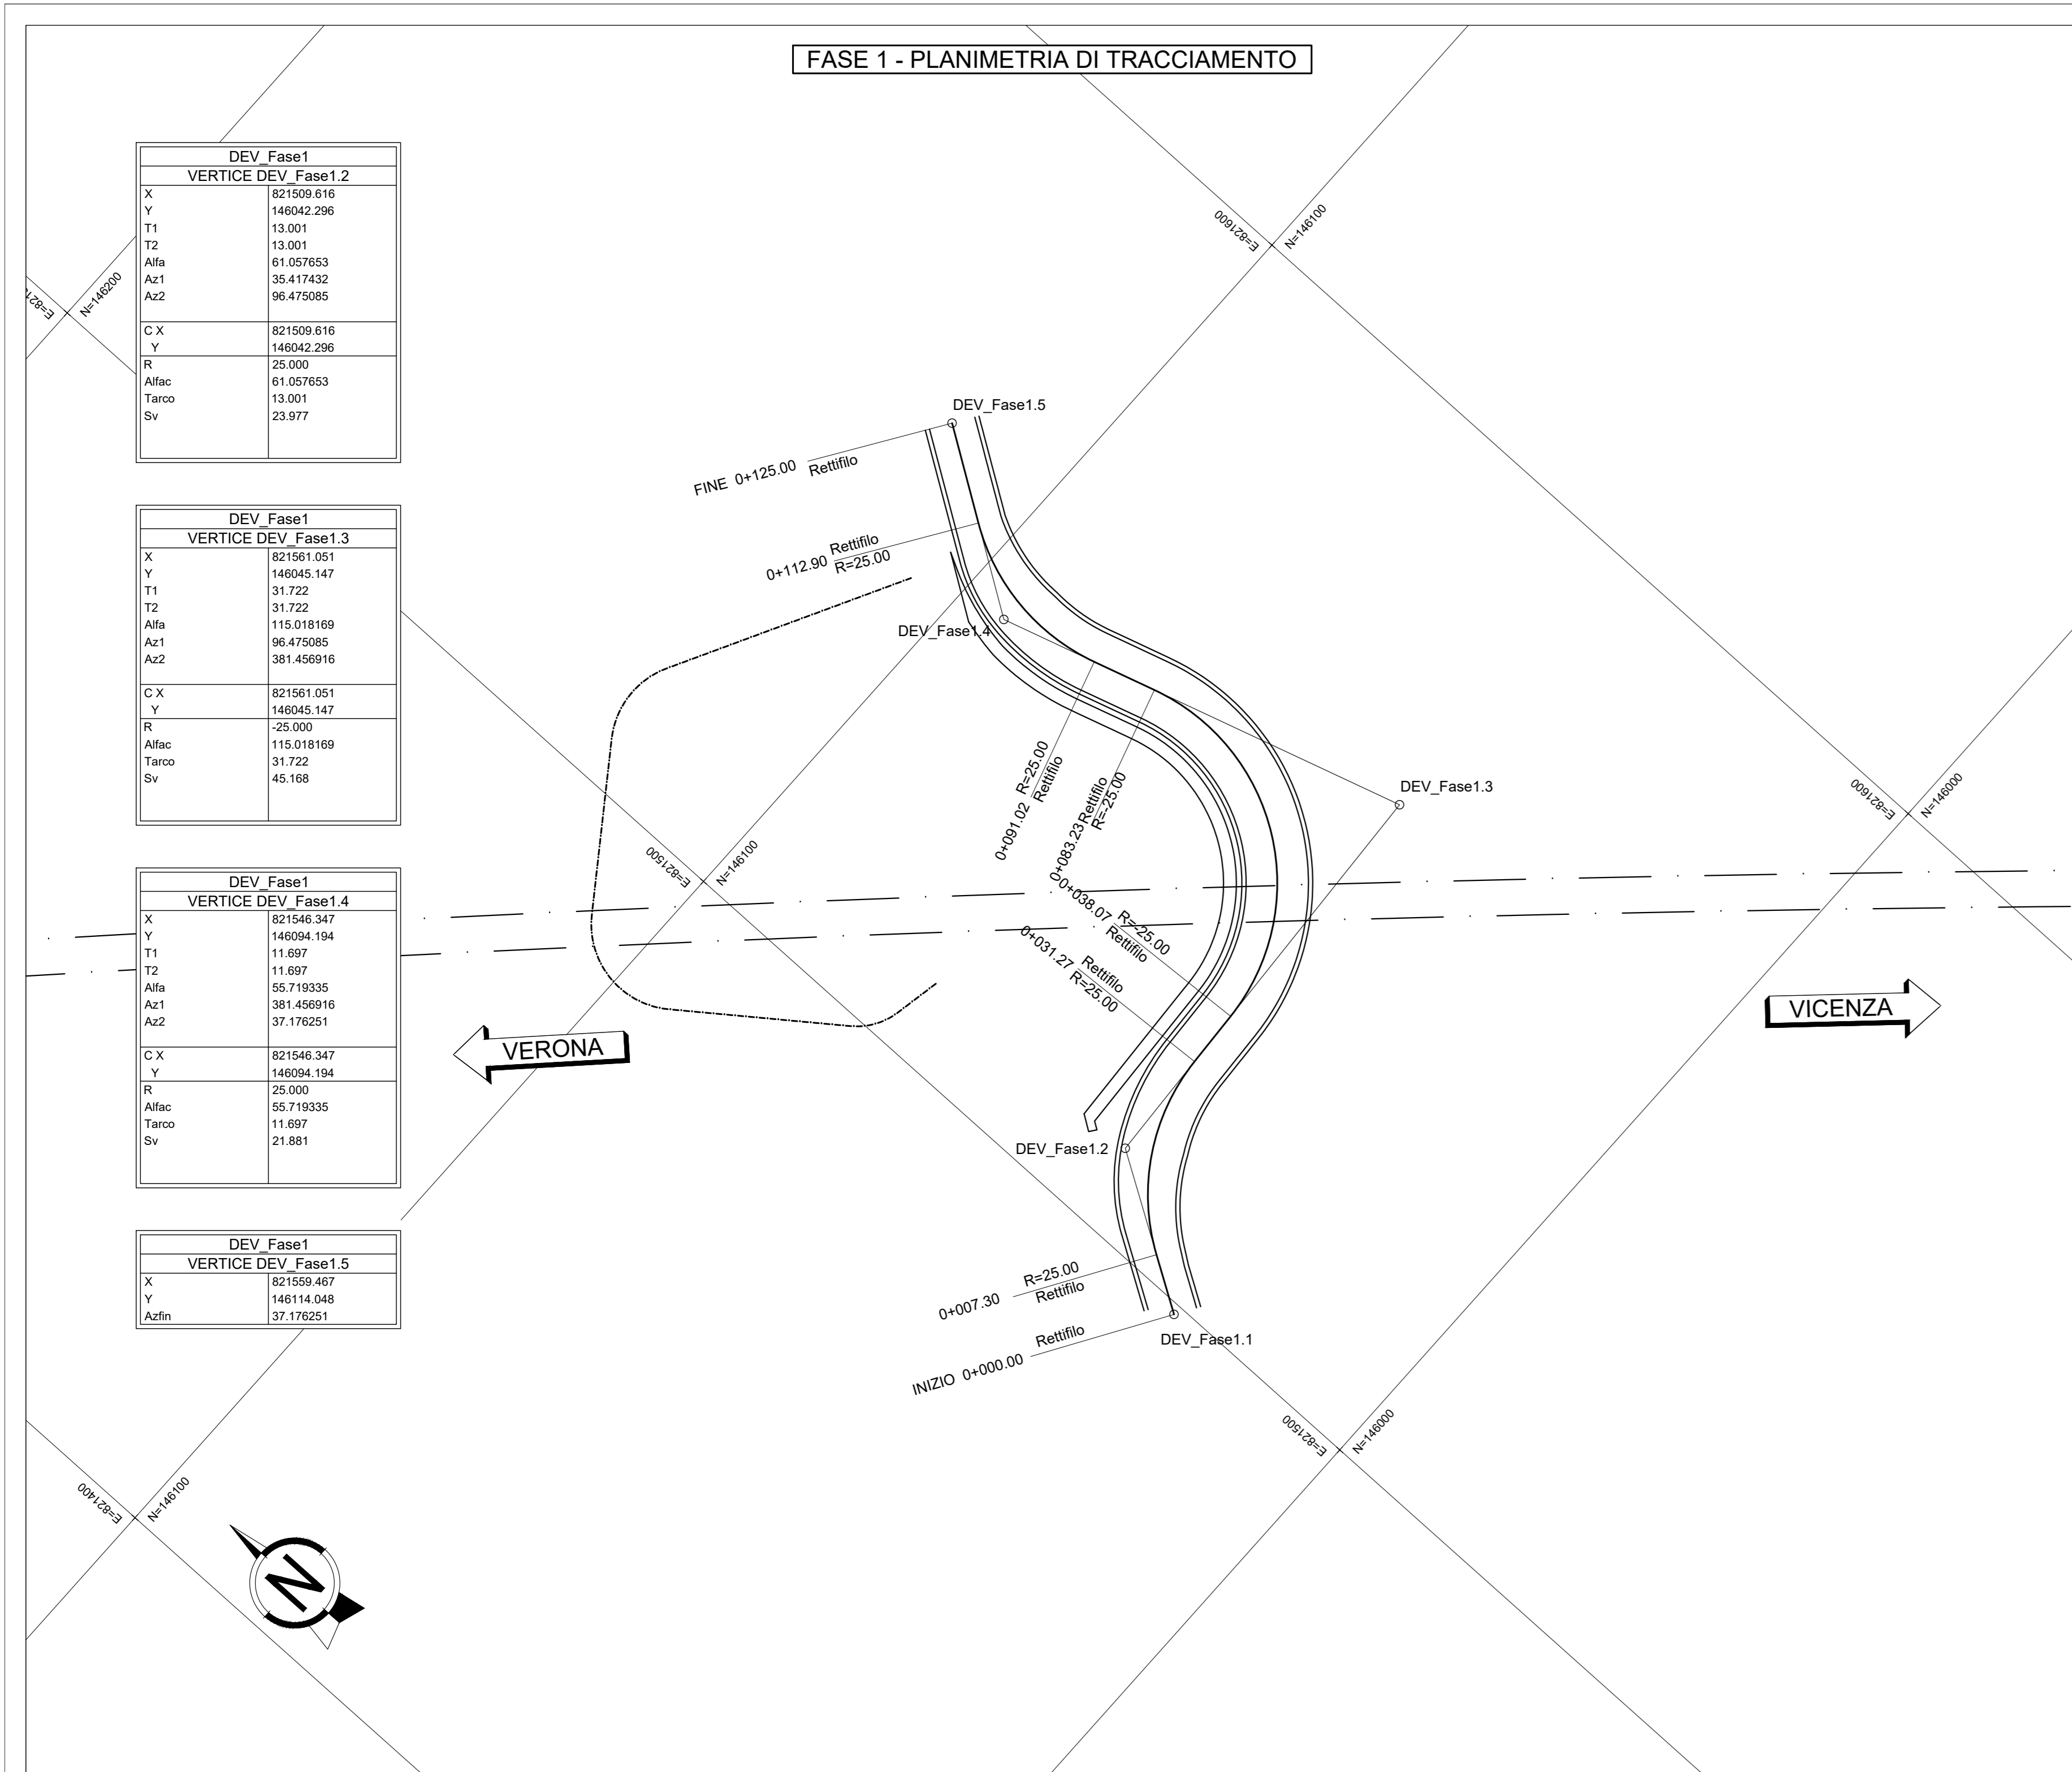 FASE 1 - PLANIMETRIA DI TRACCIAMENTO
DEV_Fase1
VERTICE DEV_Fase1.2
X 821509.616
Y 146042.296
T1 13.001
T2 13.001
Alfa 61.057653
Az1 35.417432
Az2 96.475085
C X 821509.616
Y 146042.296
R 25.000
Alfac 61.057653
Tarco 13.001
Sv 23.977
DEV_Fase1
VERTICE DEV_Fase1.3
X 821561.051
Y 146045.147
T1 31.722
T2 31.722
Alfa 115.018169
Az1 96.475085
Az2 381.456916
C X 821561.051
Y 146045.147
R -25.000
Alfac 115.018169
Tarco 31.722
Sv 45.168
DEV_Fase1
VERTICE DEV_Fase1.4
X 821546.347
Y 146094.194
T1 11.697
T2 11.697
Alfa 55.719335
Az1 381.456916
Az2 37.176251
C X 821546.347
Y 146094.194
R 25.000
Alfac 55.719335
Tarco 11.697
Sv 21.881
DEV_Fase1
VERTICE DEV_Fase1.5
X 821559.467
Y 146114.048
Azfin 37.176251
N=146200
E=821600
N=146100
DEV_Fase1.5
FINE 0+125.00 Rettifilo
0+112.90 Rettifilo
R=25.00
DEV_Fase1.4
DEV_Fase1.3
0+091.02 R=25.00
Rettifilo
0+083.23 Rettifilo
R=-25.00
E=821600
N=146000
E=821500
N=146100
0+038.07 R=-25.00
Rettifilo
0+031.27 Rettifilo
R=25.00
VICENZA
VERONA
DEV_Fase1.2
0+007.30 R=25.00
Rettifilo
DEV_Fase1.1
INIZIO 0+000.00 Rettifilo
E=821500
N=146000
E=821400
N=146100
N